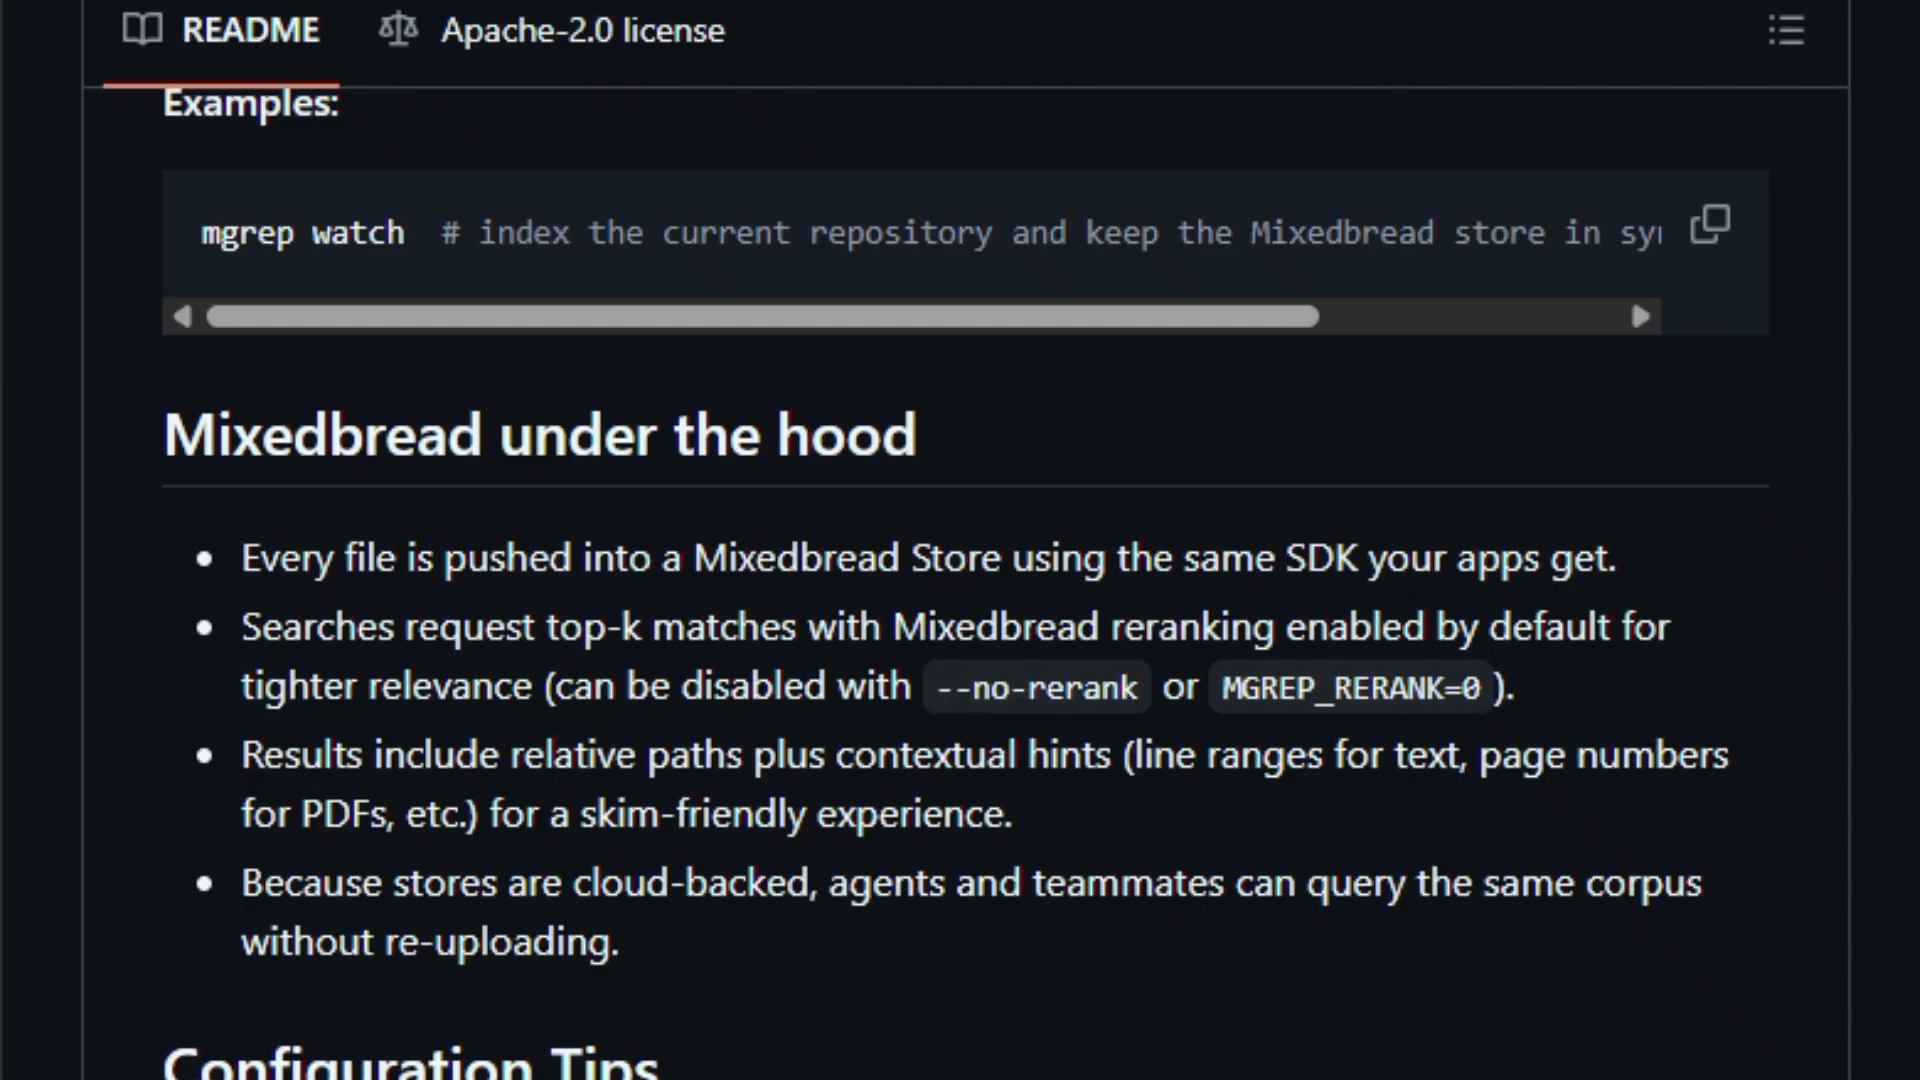 README
Apache-2.0 license
Examples:
mgrep watch # index the current repository and keep the Mixedbread store in
Mixedbread under the hood
Every file is pushed into a Mixedbread Store using the same SDK your apps get.
Searches request top-k matches with Mixedbread reranking enabled by default for
tighter relevance (can be disabled with --no-rerank or MGREP_RERANK=0).
Results include relative paths plus contextual hints (line ranges for text, page numbers
for PDFs, etc.) for a skim-friendly experience.
Because stores are cloud-backed, agents and teammates can query the same corpus
without re-uploading.
Configuration Tips